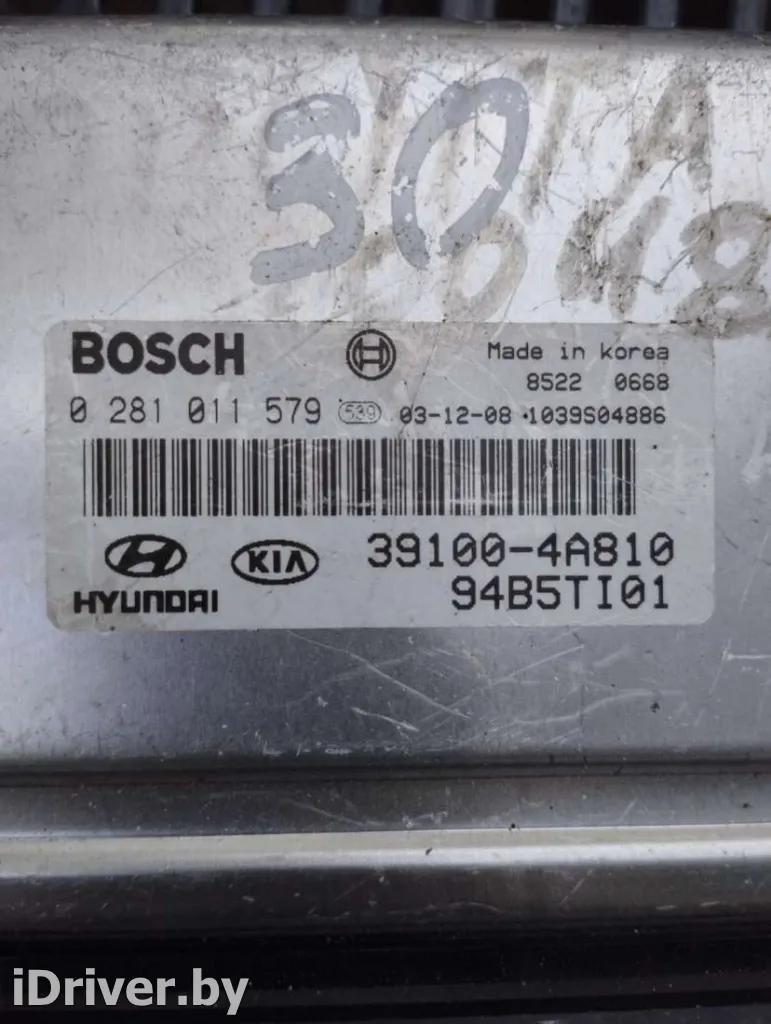 30
BOSCH
Made in korea
8522 0668
0 281 011 579 539 03-12-08 ·1039S04886
HYUNDAI
KIA
39100-4A810
94B5TI01
iDriver.by